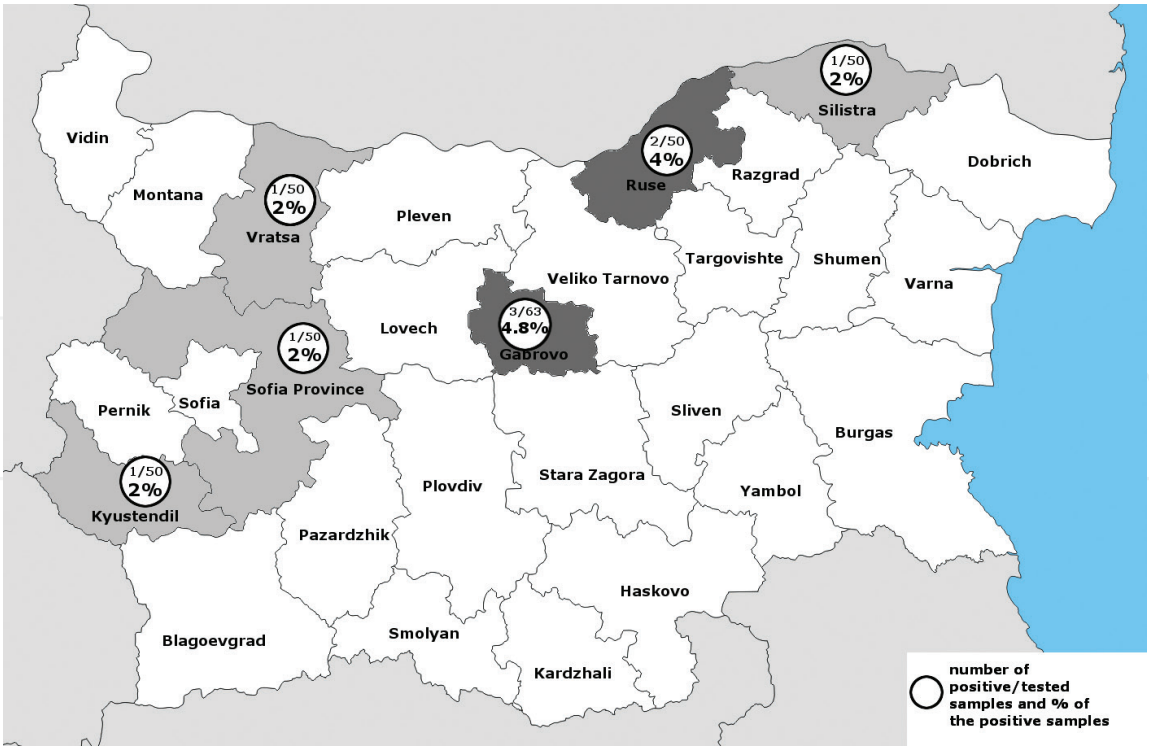 1/50
2%
Silistra
Vidin
2/50
4%
Ruse
Dobrich
Razgrad
Montana
1/50
2%
Vratsa
Pleven
Targovishte
Shumen
Veliko Tarnovo
Varna
3/63
4.8%
Gabrovo
Lovech
1/50
2%
Sofia Province
Pernik
Sofia
Sliven
Burgas
1/50
2%
Kyustendil
Plovdiv
Stara Zagora
Yambol
Pazardzhik
Haskovo
Blagoevgrad
Smolyan
Kardzhali
number of
positive/tested
samples and % of
the positive samples